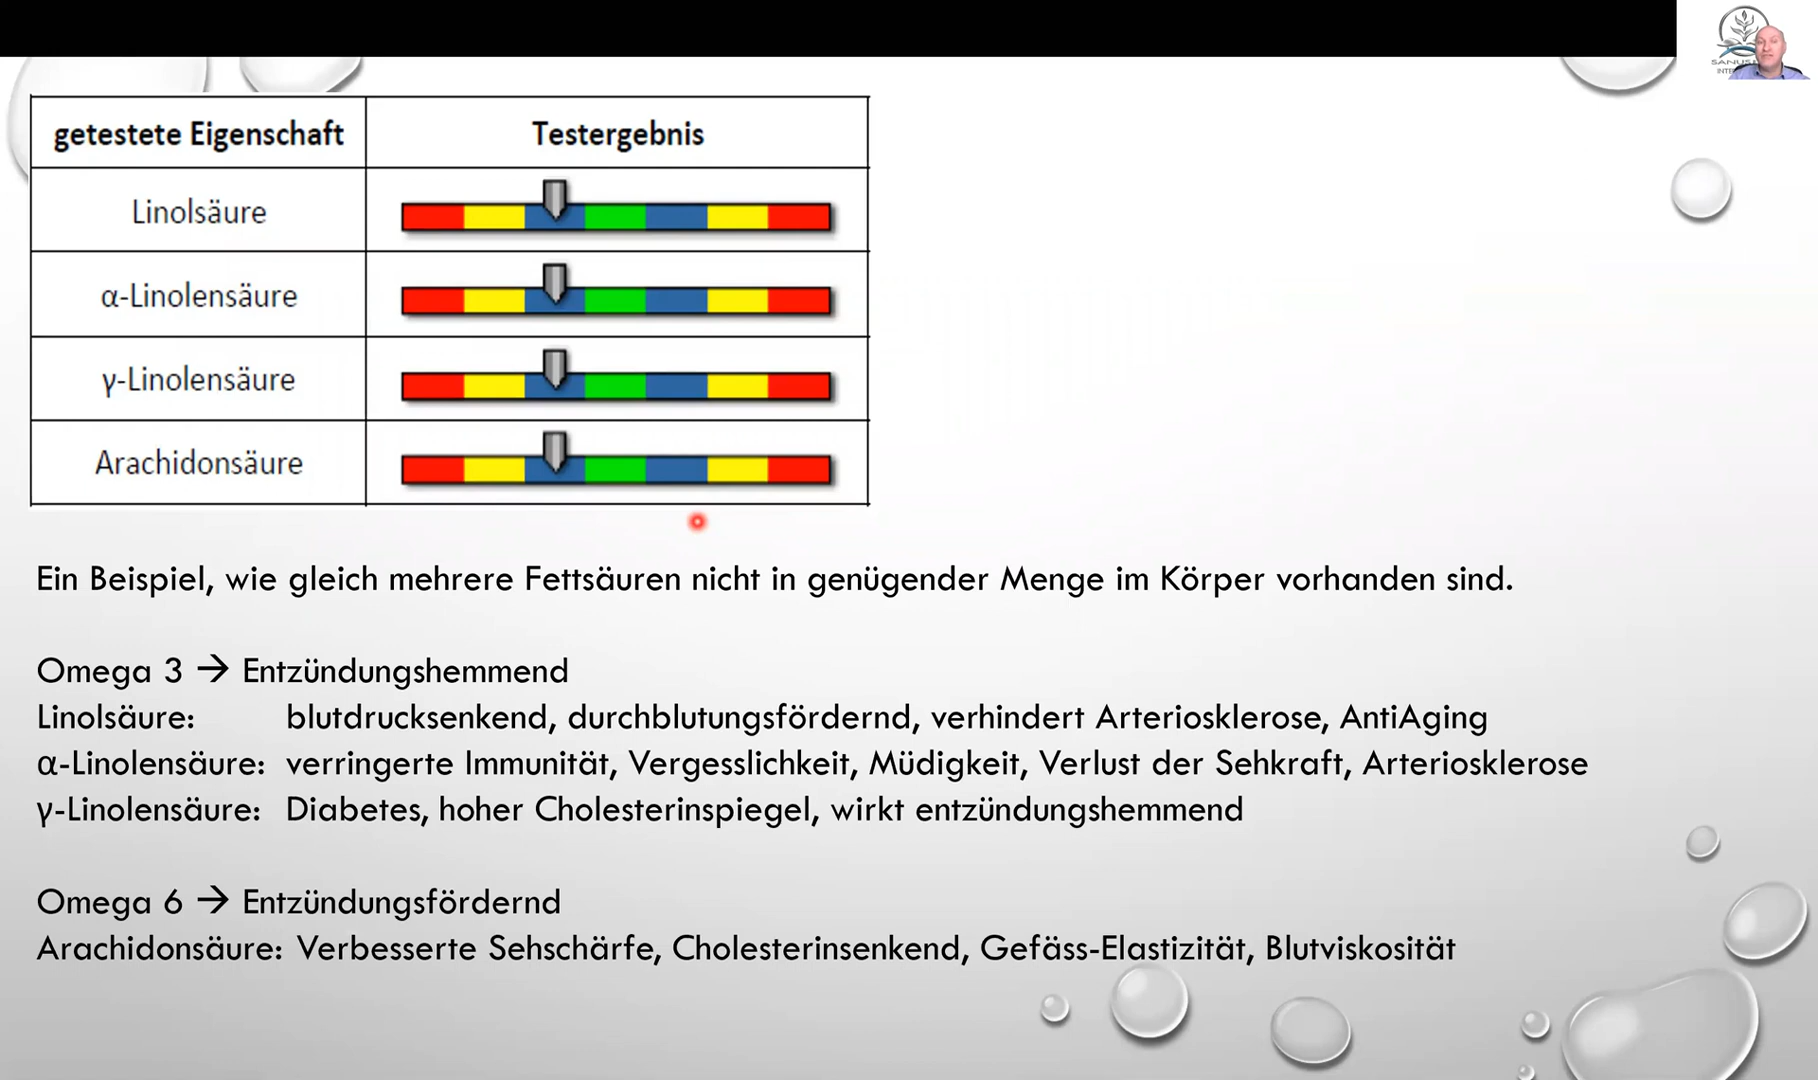 getestete Eigenschaft Testergebnis
Linolsäure
α-Linolensäure
γ-Linolensäure
Arachidonsäure
Ein Beispiel, wie gleich mehrere Fettsäuren nicht in genügender Menge im Körper vorhanden sind.
Omega 3 → Entzündungshemmend
Linolsäure: blutdrucksenkend, durchblutungsfördernd, verhindert Arteriosklerose, AntiAging
α-Linolensäure: verringerte Immunität, Vergesslichkeit, Müdigkeit, Verlust der Sehkraft, Arteriosklerose
γ-Linolensäure: Diabetes, hoher Cholesterinspiegel, wirkt entzündungshemmend
Omega 6 → Entzündungsfördernd
Arachidonsäure: Verbesserte Sehschärfe, Cholesterinsenkend, Gefäss-Elastizität, Blutviskosität